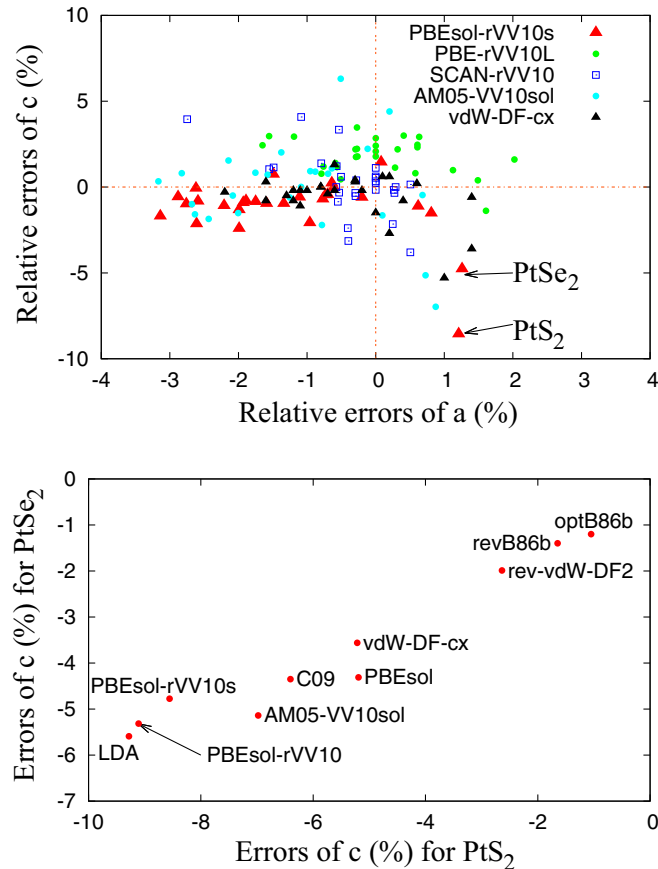 10
5
0
-5
-10
-4
-3
-2
-1
0
1
2
3
4
Relative errors of c (%)
Relative errors of a (%)
PBEsol-rVV10s
PBE-rVV10L
SCAN-rVV10
AM05-VV10sol
vdW-DF-cx
PtSe2
PtS2
0
-1
-2
-3
-4
-5
-6
-7
-10
-8
-6
-4
-2
0
Errors of c (%) for PtSe2
Errors of c (%) for PtS2
optB86b
revB86b
rev-vdW-DF2
vdW-DF-cx
C09
PBEsol
PBEsol-rVV10s
AM05-VV10sol
LDA
PBEsol-rVV10